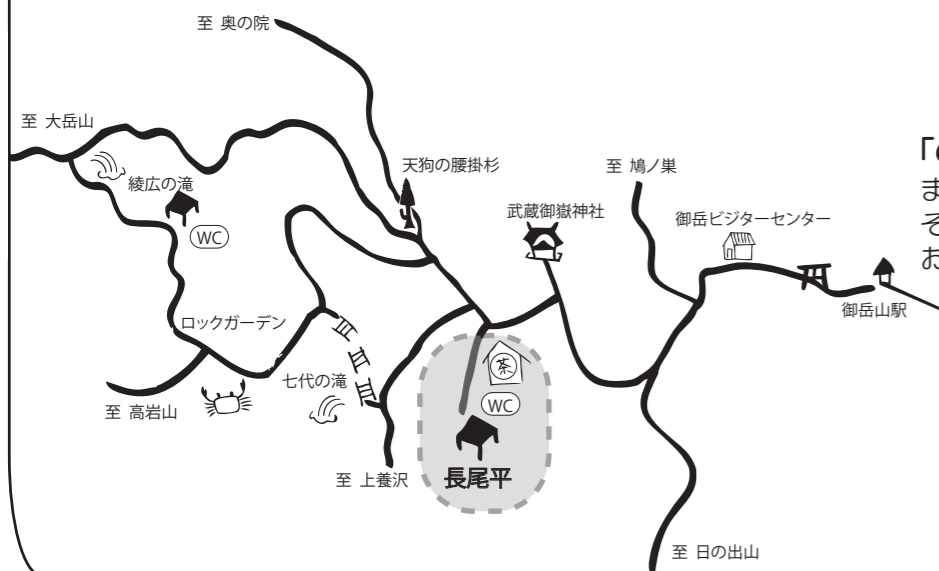 至 奥の院
至 大岳山
天狗の腰掛杉
至 鳩ノ巣
綾広の滝
武蔵御嶽神社
御岳ビジターセンター
WC
御岳山駅
ロックガーデン
七代の滝
茶
至 高岩山
WC
至 上養沢
長尾平
至 日の出山
ま
そ
お